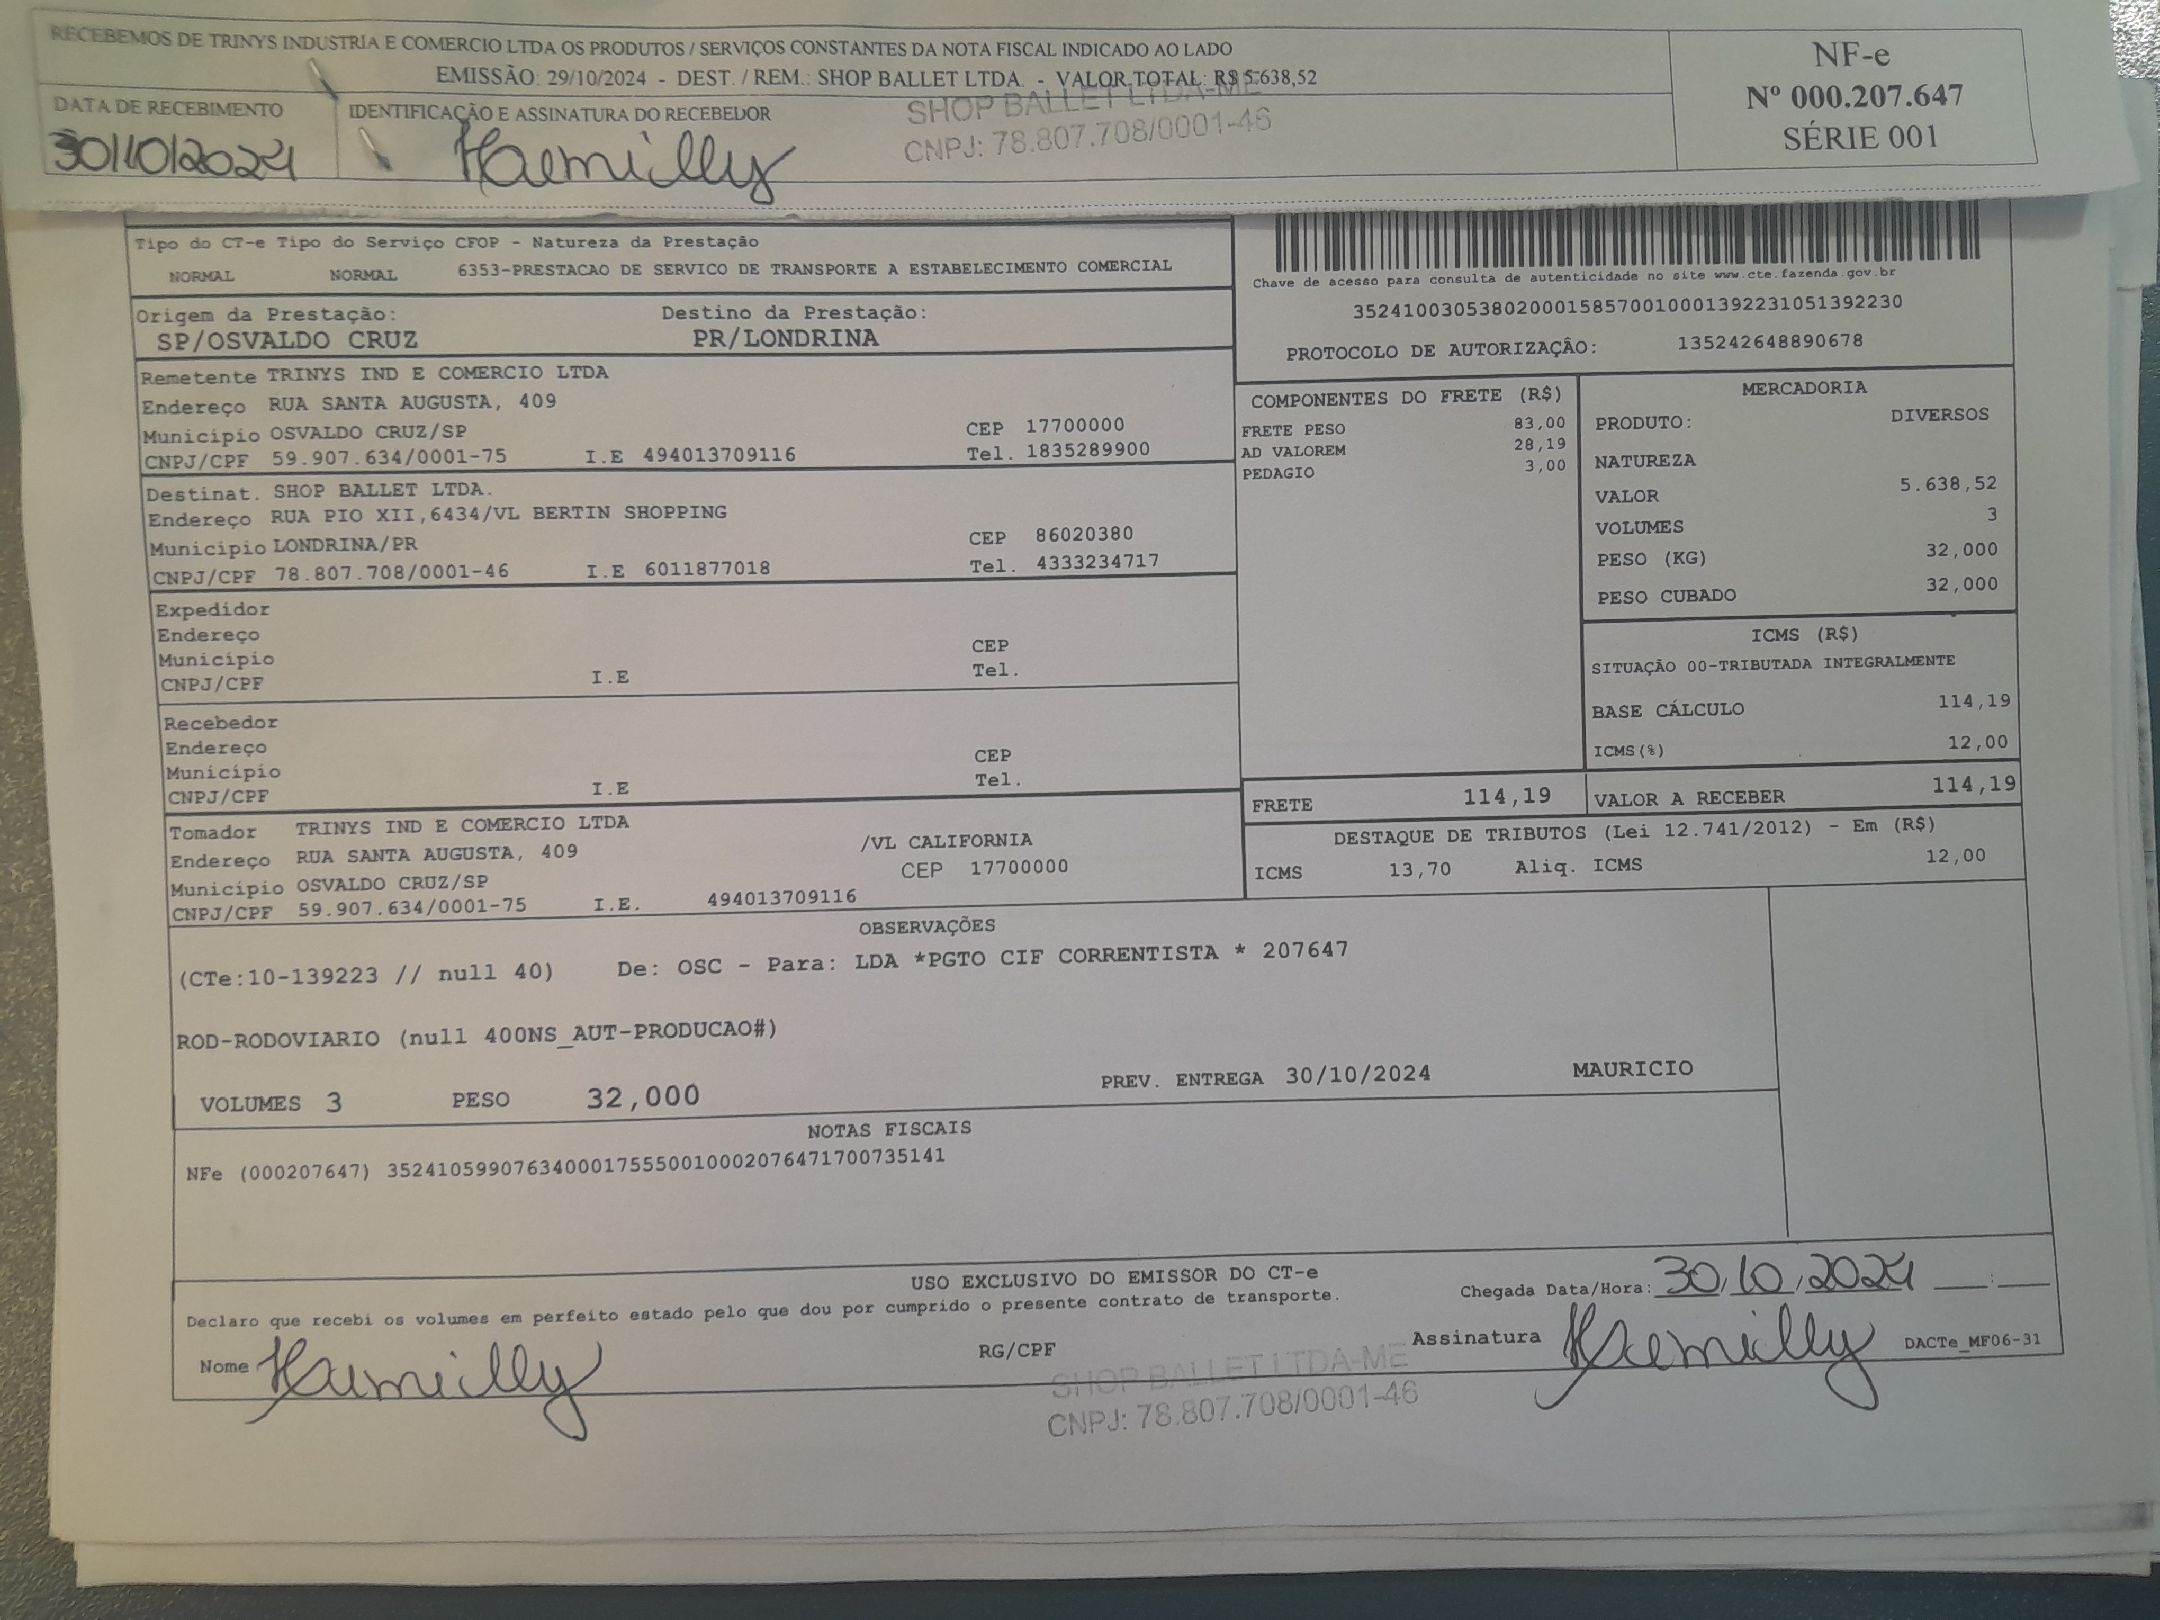 RECEBEMOS DE TRINYS INDUSTRIA E COMERCIO LTDA OS PRODUTOS / SERVIÇOS CONSTANTES DA NOTA FISCAL INDICADO AO LADO
EMISSÃO: 29/10/2024 - DEST. / REM.: SHOP BALLET LTDA. - VALOR TOTAL: R$ 5.638,52
NF-e
Nº 000.207.647
SÉRIE 001
DATA DE RECEBIMENTO
30/10/2024
IDENTIFICAÇÃO E ASSINATURA DO RECEBEDOR
Haemilly
SHOP BALLET LTDA-ME
CNPJ: 78.807.708/0001-46
Tipo do CT-e Tipo do Serviço CFOP - Natureza da Prestação
NORMAL NORMAL 6353-PRESTACAO DE SERVICO DE TRANSPORTE A ESTABELECIMENTO COMERCIAL
Chave de acesso para consulta de autenticidade no site www.cte.fazenda.gov.br
35241003053802000158570010001392231051392230
PROTOCOLO DE AUTORIZAÇÃO: 135242648890678
Origem da Prestação: Destino da Prestação:
SP/OSVALDO CRUZ PR/LONDRINA
Remetente TRINYS IND E COMERCIO LTDA
Endereço RUA SANTA AUGUSTA, 409
Município OSVALDO CRUZ/SP CEP 17700000
CNPJ/CPF 59.907.634/0001-75 I.E 494013709116 Tel. 1835289900
Destinat. SHOP BALLET LTDA.
Endereço RUA PIO XII,6434/VL BERTIN SHOPPING
Município LONDRINA/PR CEP 86020380
CNPJ/CPF 78.807.708/0001-46 I.E 6011877018 Tel. 4333234717
Expedidor
Endereço
Município CEP
CNPJ/CPF I.E Tel.
Recebedor
Endereço
Município CEP
CNPJ/CPF I.E Tel.
Tomador TRINYS IND E COMERCIO LTDA
Endereço RUA SANTA AUGUSTA, 409 /VL CALIFORNIA
Município OSVALDO CRUZ/SP CEP 17700000
CNPJ/CPF 59.907.634/0001-75 I.E. 494013709116
COMPONENTES DO FRETE (R$)
FRETE PESO 83,00
AD VALOREM 28,19
PEDAGIO 3,00
MERCADORIA
PRODUTO: DIVERSOS
NATUREZA
VALOR 5.638,52
VOLUMES 3
PESO (KG) 32,000
PESO CUBADO 32,000
ICMS (R$)
SITUAÇÃO 00-TRIBUTADA INTEGRALMENTE
BASE CÁLCULO 114,19
ICMS(%) 12,00
FRETE 114,19 VALOR A RECEBER 114,19
DESTAQUE DE TRIBUTOS (Lei 12.741/2012) - Em (R$)
ICMS 13,70 Aliq. ICMS 12,00
OBSERVAÇÕES
(CTe:10-139223 // null 40) De: OSC - Para: LDA *PGTO CIF CORRENTISTA * 207647
ROD-RODOVIARIO (null 400NS_AUT-PRODUCAO#)
VOLUMES 3 PESO 32,000 PREV. ENTREGA 30/10/2024 MAURICIO
NOTAS FISCAIS
NFe (000207647) 35241059907634000175550010002076471700735141
USO EXCLUSIVO DO EMISSOR DO CT-e
Declaro que recebi os volumes em perfeito estado pelo que dou por cumprido o presente contrato de transporte.
Chegada Data/Hora: 30/10/2024 ___:___
Nome Haemilly RG/CPF Assinatura Haemilly DACTe_MF06-31
SHOP BALLET LTDA-ME
CNPJ: 78.807.708/0001-46